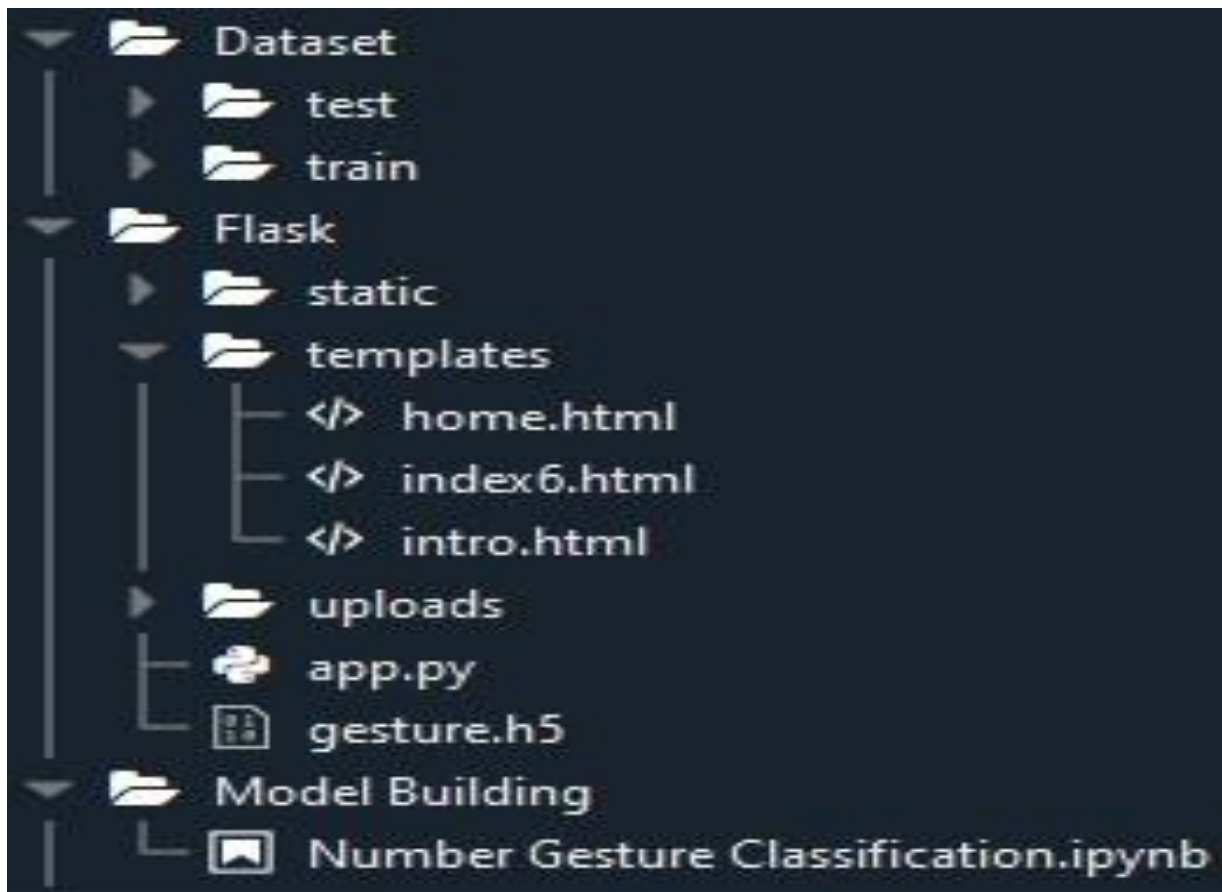 Dataset
test
train
Flask
static
templates
</> home.html
</> index6.html
</> intro.html
uploads
app.py
gesture.h5
Model Building
Number Gesture Classification.ipynb